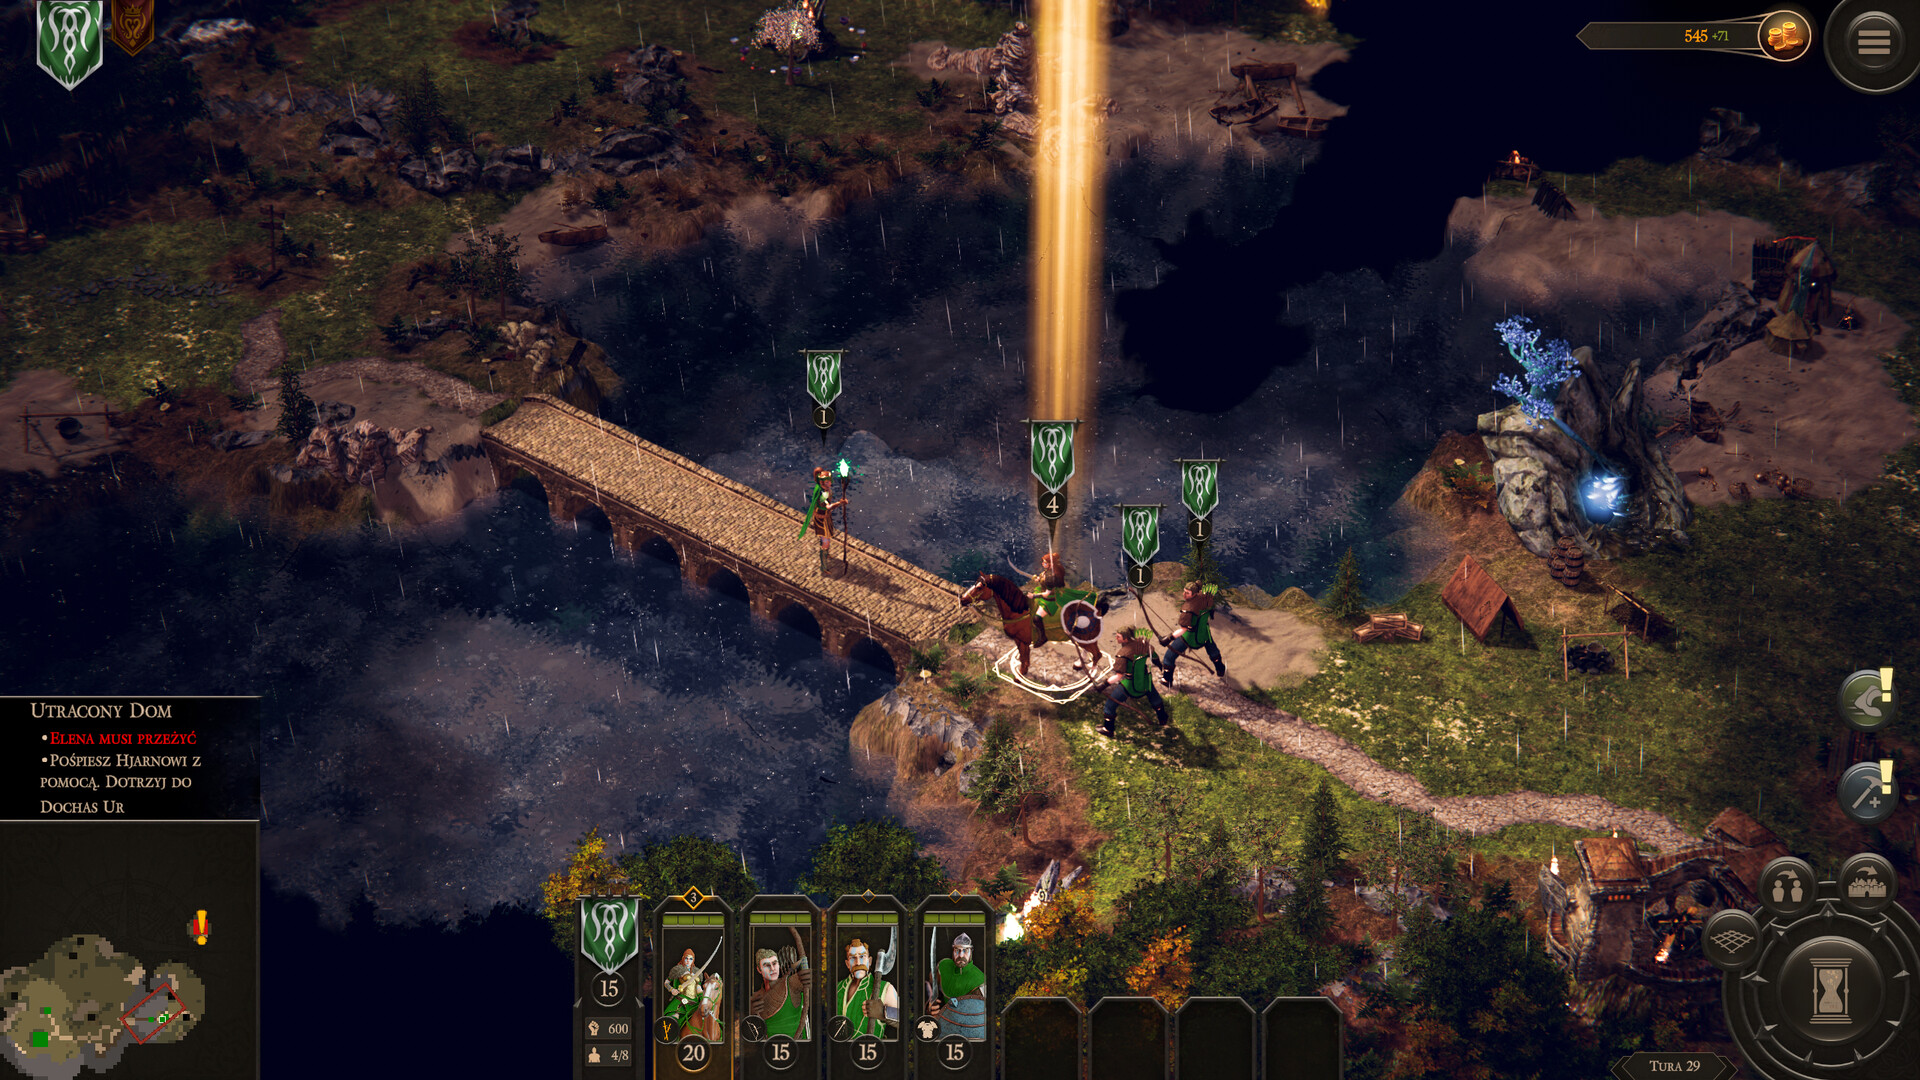 545 +71
1
4
1
1
Utracony Dom
•Elena musi przeżyć
•Pośpiesz Hjarnowi z
pomocą. Dotrzyj do
Dochas Ur
3
15
600
4/8
20
15
15
15
Tura 29